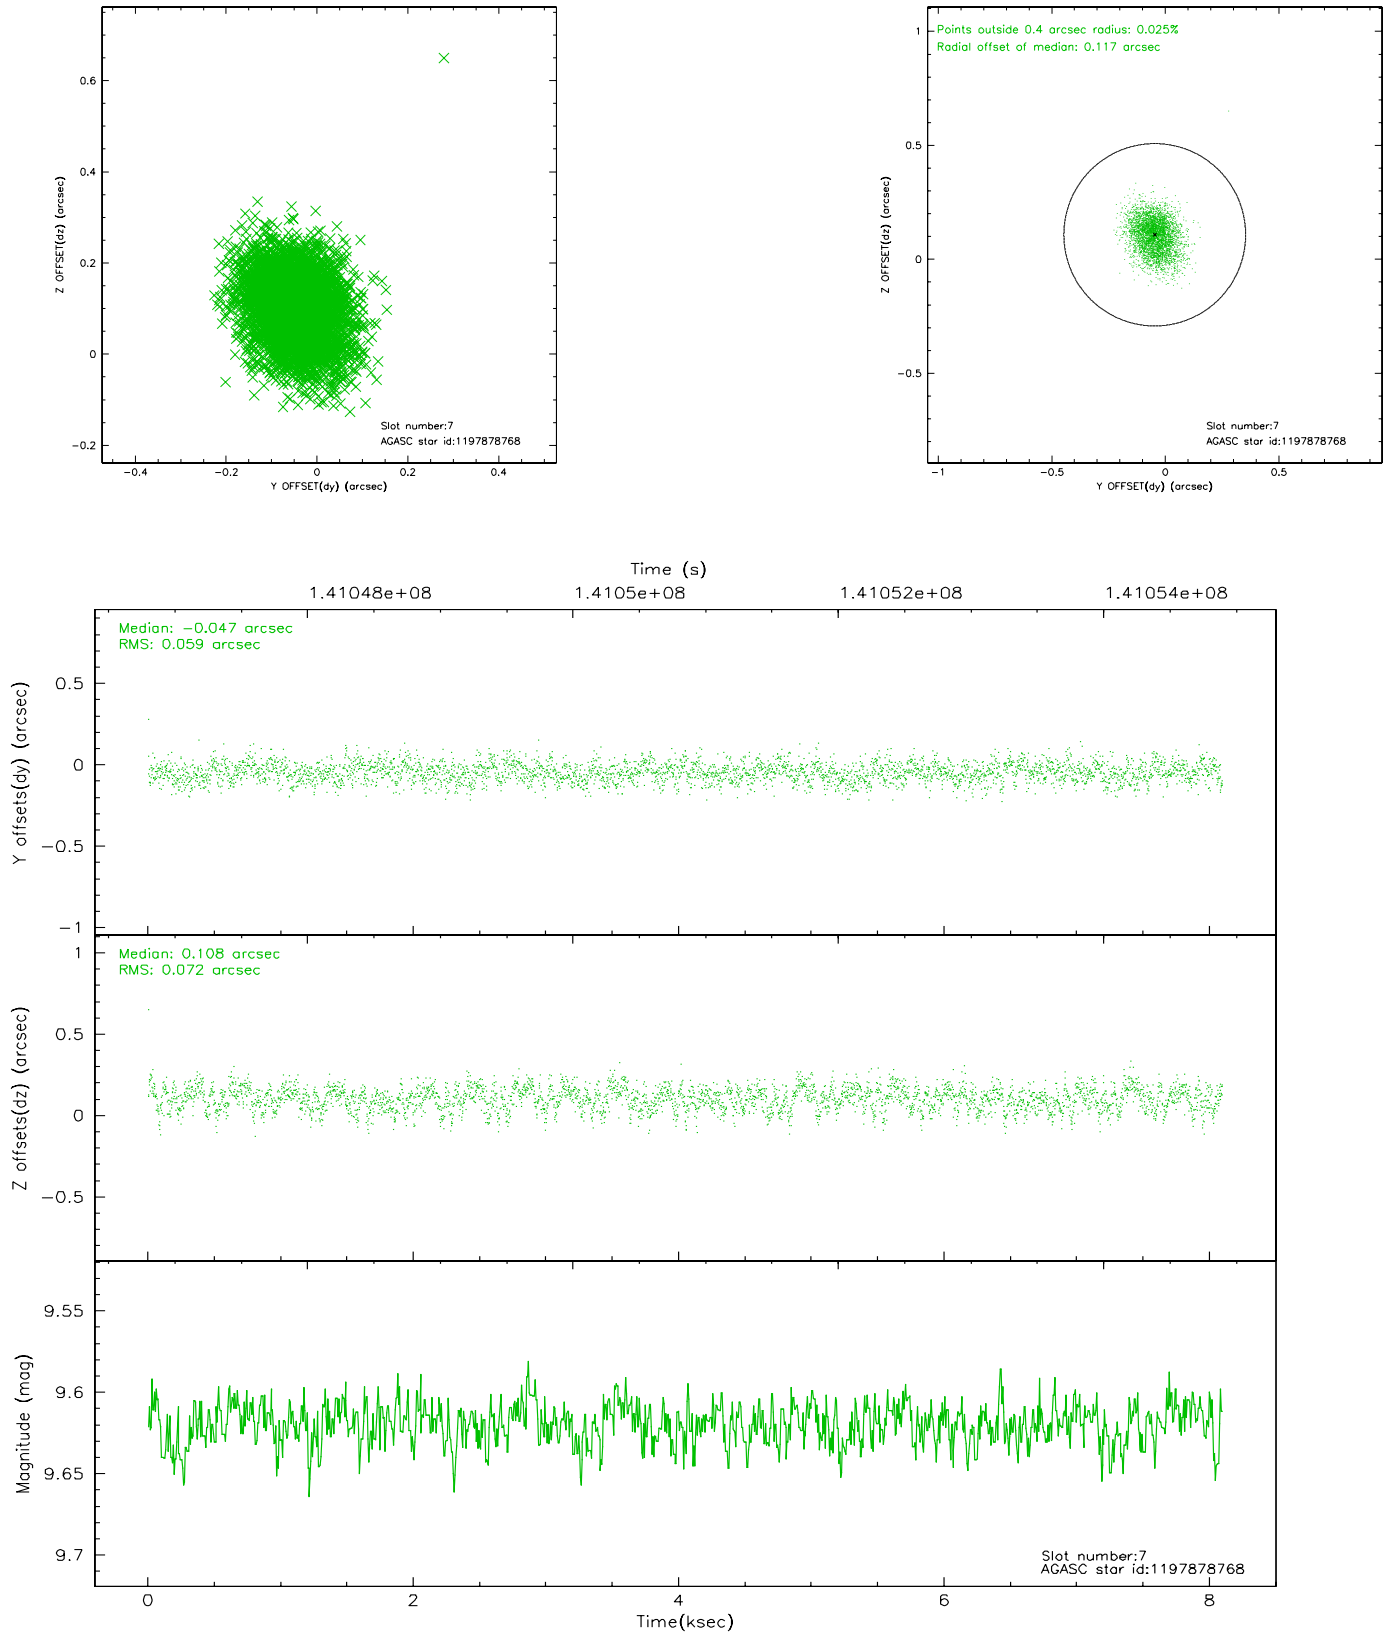 0.6
0.4
0.2
0
−0.2
Z OFFSET(dz) (arcsec)
Slot number:7
AGASC star id:1197878768
−0.4 −0.2 0 0.2 0.4
Y OFFSET(dy) (arcsec)
Points outside 0.4 arcsec radius: 0.025%
Radial offset of median: 0.117 arcsec
1
0.5
0
−0.5
Z OFFSET(dz) (arcsec)
Slot number:7
AGASC star id:1197878768
−1 −0.5 0 0.5
Y OFFSET(dy) (arcsec)
Time (s)
1.41048e+08 1.4105e+08 1.41052e+08 1.41054e+08
Median: −0.047 arcsec
RMS: 0.059 arcsec
0.5
0
−0.5
−1
Y offsets(dy) (arcsec)
Median: 0.108 arcsec
RMS: 0.072 arcsec
1
0.5
0
−0.5
Z offsets(dz) (arcsec)
9.55
9.6
9.65
9.7
Magnitude (mag)
Slot number:7
AGASC star id:1197878768
0 2 4 6 8
Time(ksec)